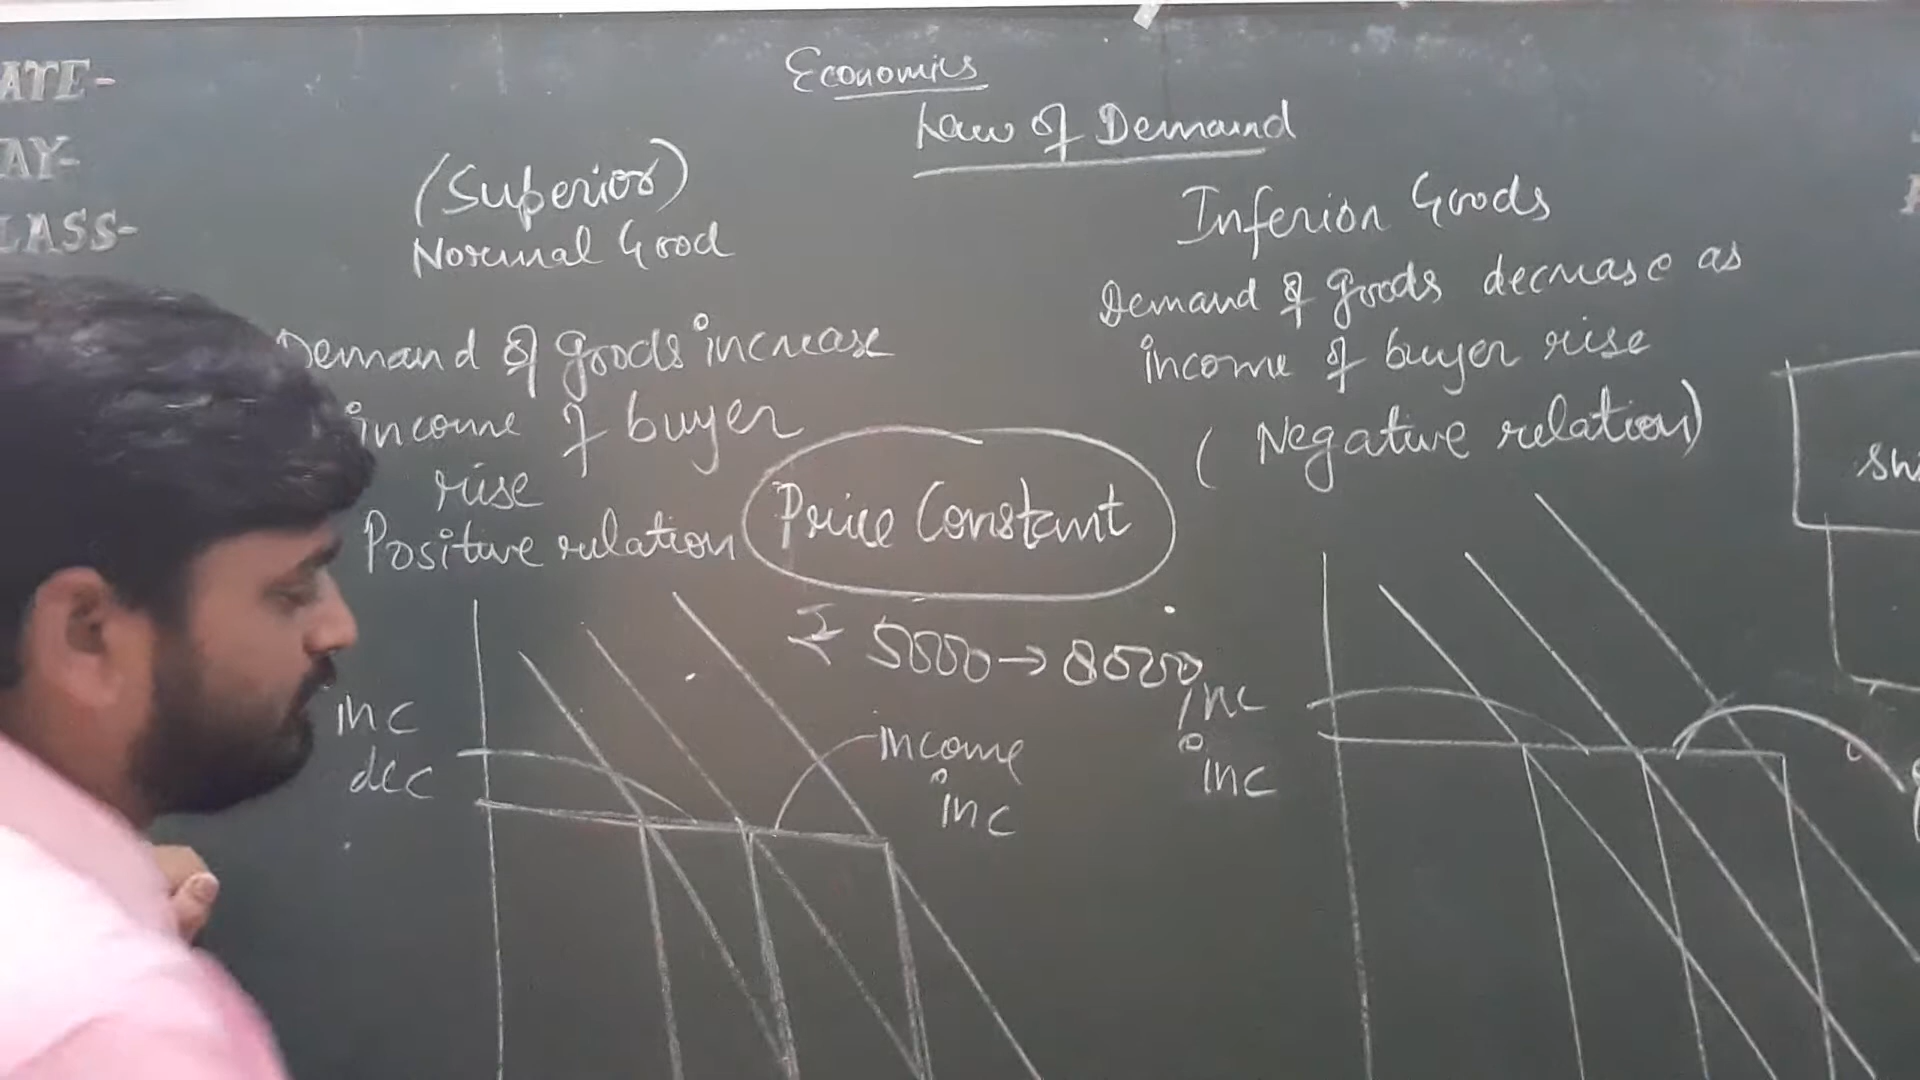 Economics
Law of Demand
ATE-
AY-
LASS-
(Superior)
Normal Good
Demand of goods increase
income of buyer
rise
Positive relation
Inferior Goods
Demand of goods decrease as
income of buyer rise
(Negative relation)
Price Constant
₹ 5000 → 8000
inc
dec
income
inc
inc
inc